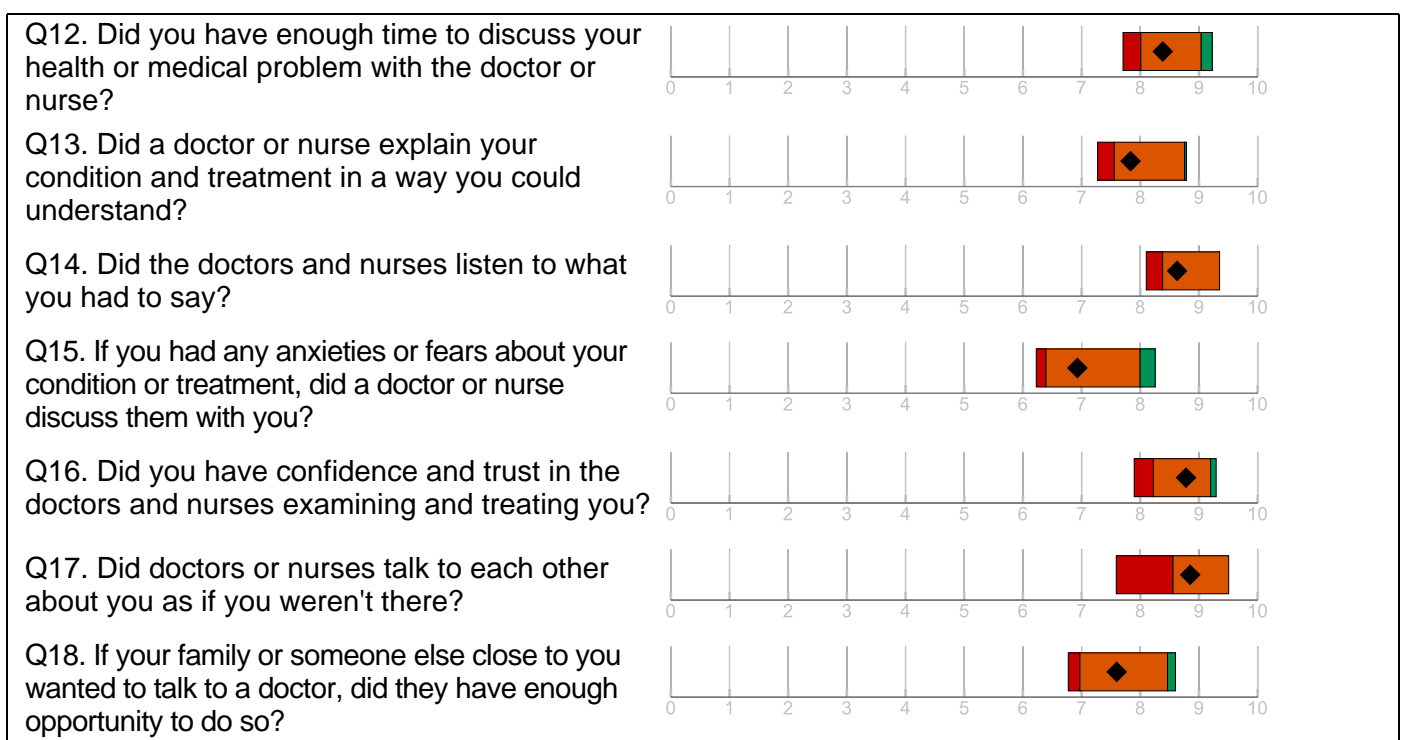 Q12. Did you have enough time to discuss your
health or medical problem with the doctor or
nurse?
0 1 2 3 4 5 6 7 8 9 10
Q13. Did a doctor or nurse explain your
condition and treatment in a way you could
understand?
0 1 2 3 4 5 6 7 8 9 10
Q14. Did the doctors and nurses listen to what
you had to say?
0 1 2 3 4 5 6 7 8 9 10
Q15. If you had any anxieties or fears about your
condition or treatment, did a doctor or nurse
discuss them with you?
0 1 2 3 4 5 6 7 8 9 10
Q16. Did you have confidence and trust in the
doctors and nurses examining and treating you?
0 1 2 3 4 5 6 7 8 9 10
Q17. Did doctors or nurses talk to each other
about you as if you weren't there?
0 1 2 3 4 5 6 7 8 9 10
Q18. If your family or someone else close to you
wanted to talk to a doctor, did they have enough
opportunity to do so?
0 1 2 3 4 5 6 7 8 9 10